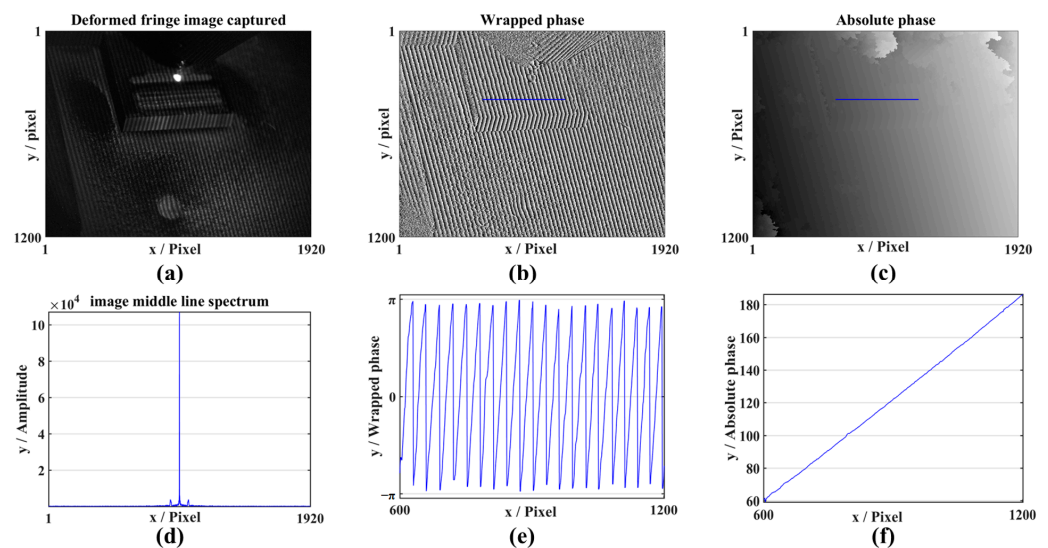 Deformed fringe image captured
1
y / pixel
1200
1
x / Pixel
1920
(a)
Wrapped phase
1
y / pixel
1200
1
x / Pixel
1920
(b)
Absolute phase
1
y / Pixel
1200
1
x / Pixel
1920
(c)
×10⁴
image middle line spectrum
10
8
6
4
2
y / Amplitude
1
x / Pixel
1920
(d)
π
0
−π
y / Wrapped phase
600
x / Pixel
1200
(e)
180
160
140
120
100
80
60
y / Absolute phase
600
x / Pixel
1200
(f)